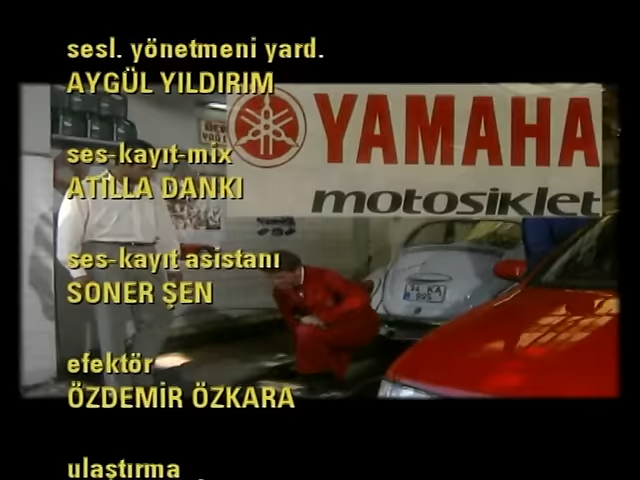 sesl. yönetmeni yard.
AYGÜL YILDIRIM
YAMAHA
motosiklet
ses-kayıt-mix
ATİLLA DANKI
ses-kayıt asistanı
SONER ŞEN
efektör
ÖZDEMİR ÖZKARA
ulaştırma